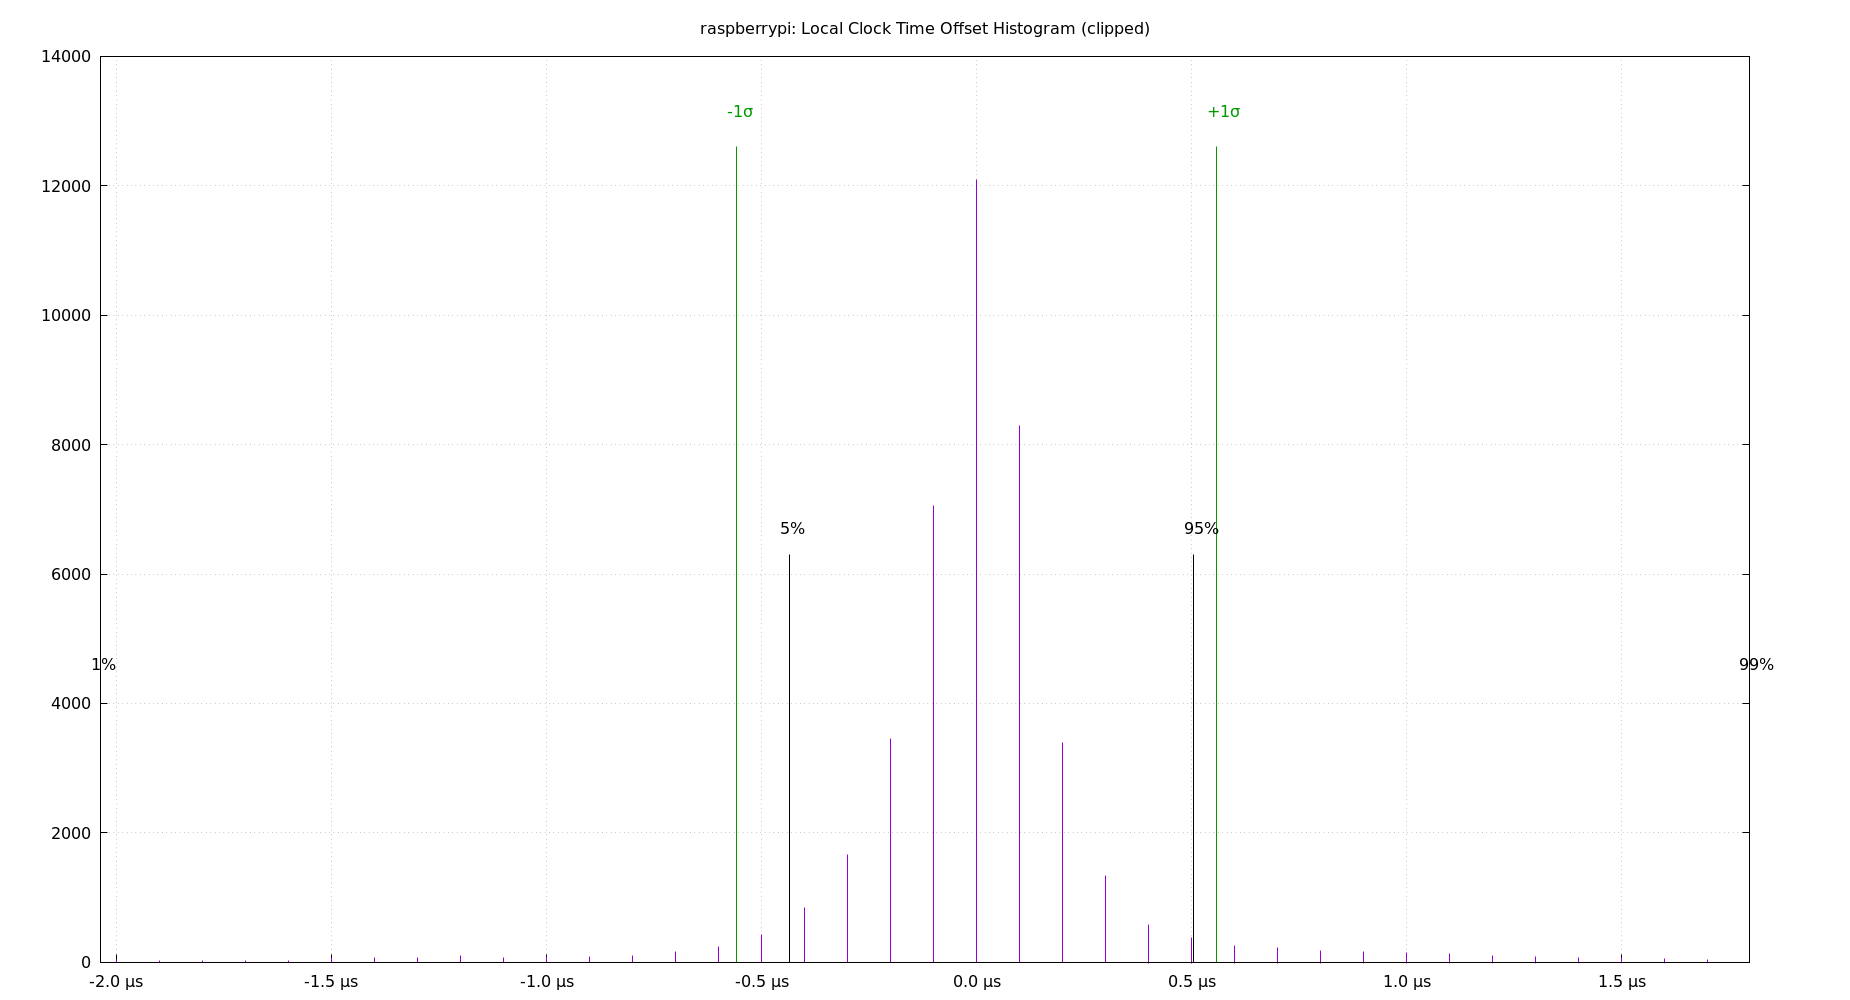 raspberrypi: Local Clock Time Offset Histogram (clipped)
14000
-1σ
+1σ
12000
10000
8000
5%
95%
6000
1%
99%
4000
2000
0
-2.0 µs
-1.5 µs
-1.0 µs
-0.5 µs
0.0 µs
0.5 µs
1.0 µs
1.5 µs